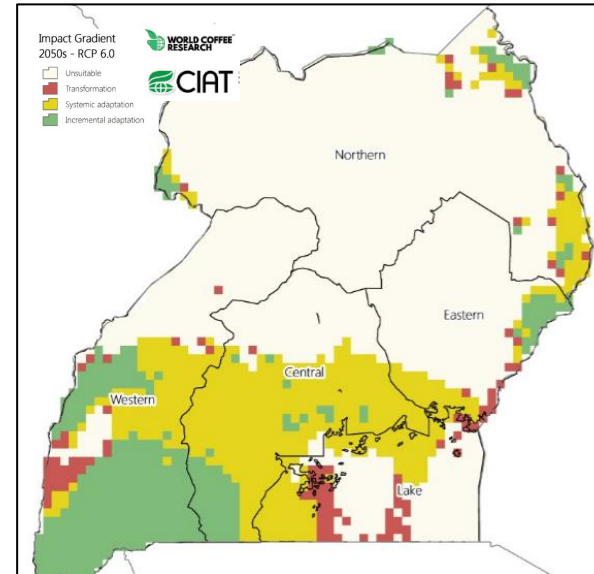 Impact Gradient
2050s - RCP 6.0
Unsuitable
Transformation
Systemic adaptation
Incremental adaptation
WORLD COFFEE
RESEARCH
CIAT
Northern
Eastern
Central
Western
Lake